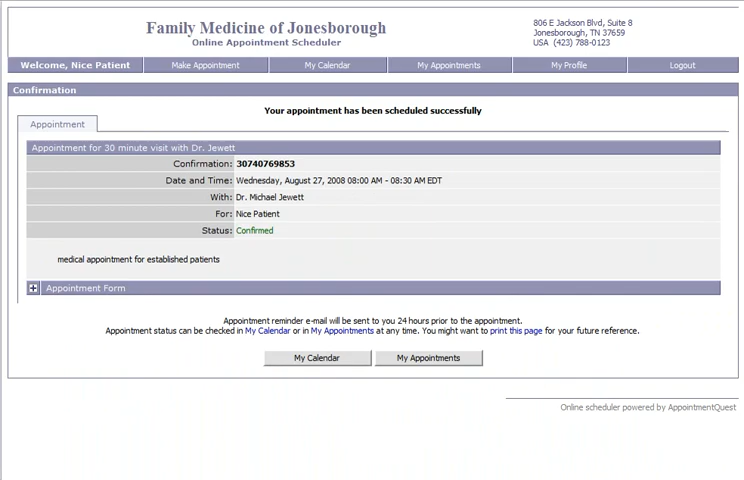 Family Medicine of Jonesborough
Online Appointment Scheduler
806 E Jackson Blvd, Suite 8
Jonesborough, TN 37659
USA (423) 788-0123
Welcome, Nice Patient
Make Appointment
My Calendar
My Appointments
My Profile
Logout
Confirmation
Your appointment has been scheduled successfully
Appointment
Appointment for 30 minute visit with Dr. Jewett
Confirmation: 30740769853
Date and Time: Wednesday, August 27, 2008 08:00 AM - 08:30 AM EDT
With: Dr. Michael Jewett
For: Nice Patient
Status: Confirmed
medical appointment for established patients
Appointment Form
Appointment reminder e-mail will be sent to you 24 hours prior to the appointment.
Appointment status can be checked in My Calendar or in My Appointments at any time. You might want to print this page for your future reference.
My Calendar
My Appointments
Online scheduler powered by AppointmentQuest